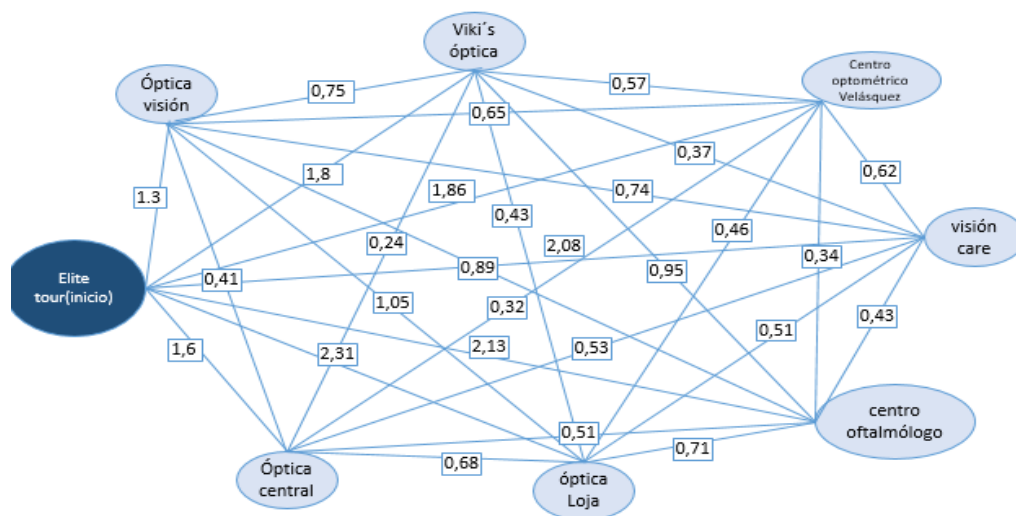 Viki´s
óptica
Óptica
visión
Centro
optométrico
Velásquez
0,75
0,57
0,65
0,37
0,62
1,8
1,86
0,74
1.3
0,43
0,46
visión
care
Elite
tour(inicio)
0,41
0,24
0,89
2,08
0,95
0,34
1,05
0,32
0,43
1,6
2,31
2,13
0,53
0,51
centro
oftalmólogo
0,51
0,68
0,71
Óptica
central
óptica
Loja